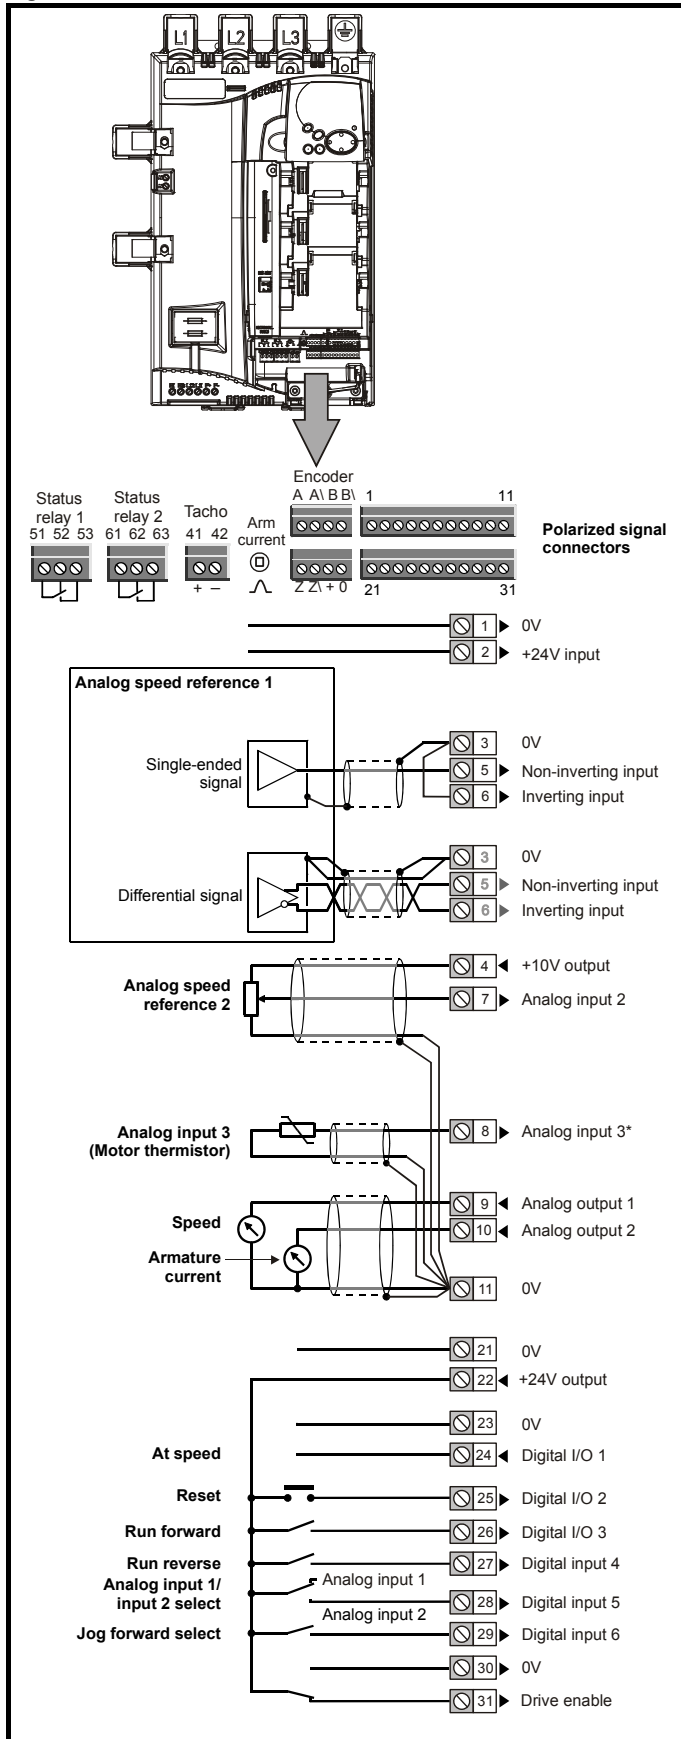 L1 L2 L3
Encoder
A A\ B B\ 1 11
Status relay 1
Status relay 2
Tacho
Arm current
51 52 53 61 62 63 41 42
Polarized signal connectors
+ – Z Z\ + 0 21 31
1 0V
2 +24V input
Analog speed reference 1
Single-ended signal
3 0V
5 Non-inverting input
6 Inverting input
Differential signal
3 0V
5 Non-inverting input
6 Inverting input
Analog speed reference 2
4 +10V output
7 Analog input 2
Analog input 3
(Motor thermistor)
8 Analog input 3*
Speed
9 Analog output 1
10 Analog output 2
Armature current
11 0V
21 0V
22 +24V output
23 0V
At speed 24 Digital I/O 1
Reset 25 Digital I/O 2
Run forward 26 Digital I/O 3
Run reverse 27 Digital input 4
Analog input 1/
input 2 select
Analog input 1
28 Digital input 5
Analog input 2
Jog forward select 29 Digital input 6
30 0V
31 Drive enable